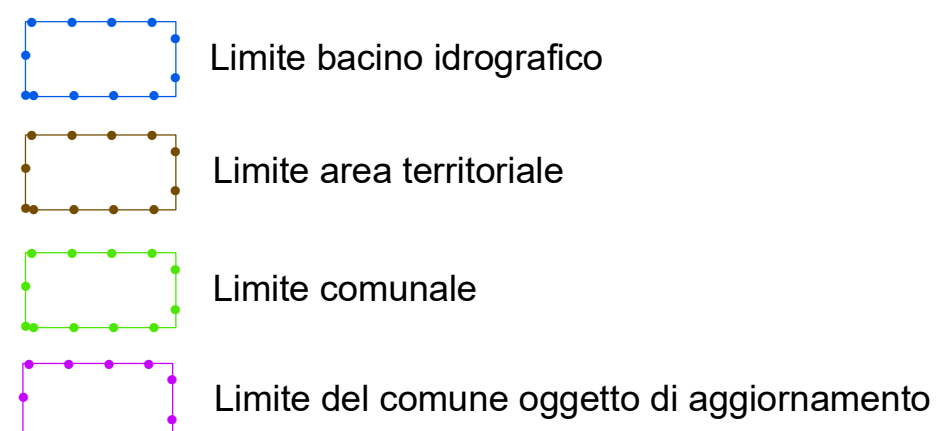 Limite bacino idrografico
Limite area territoriale
Limite comunale
Limite del comune oggetto di aggiornamento